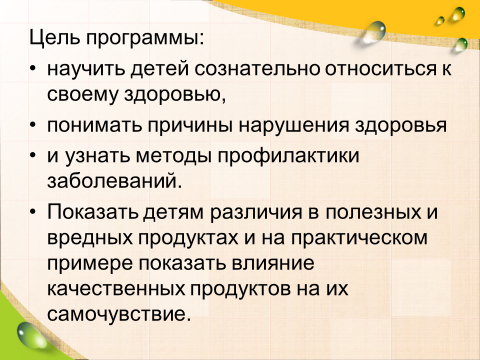 Цель программы:
• научить детей сознательно относиться к
своему здоровью,
• понимать причины нарушения здоровья
• и узнать методы профилактики
заболеваний.
• Показать детям различия в полезных и
вредных продуктах и на практическом
примере показать влияние
качественных продуктов на их
самочувствие.